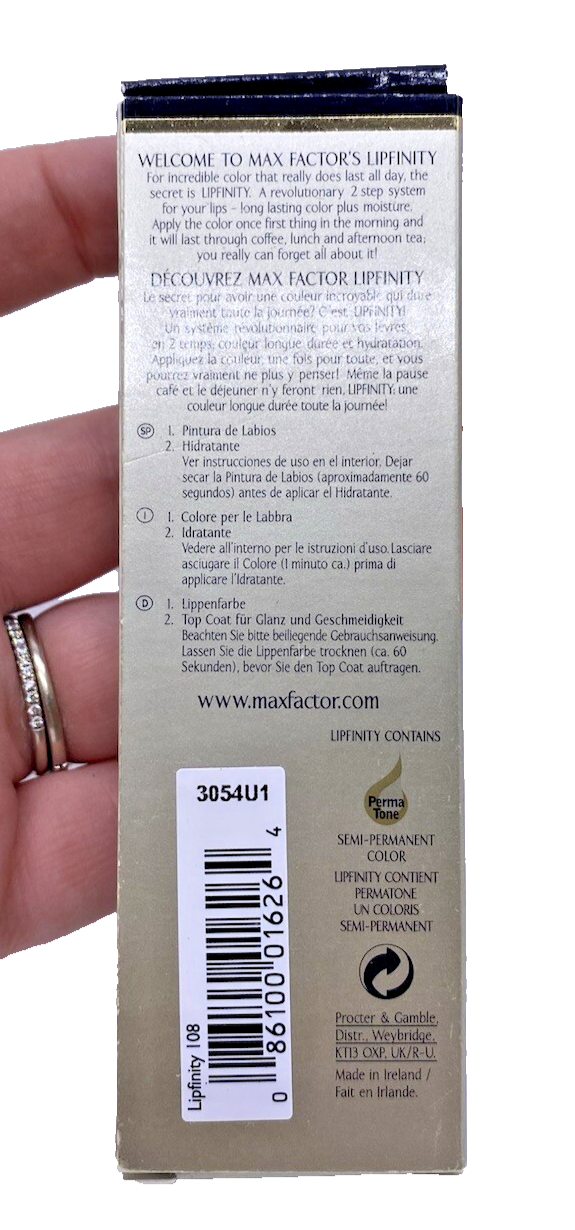 WELCOME TO MAX FACTOR'S LIPFINITY
For incredible color that really does last all day, the
secret is LIPFINITY. A revolutionary 2 step system
for your lips – long lasting color plus moisture.
Apply the color once first thing in the morning and
it will last through coffee, lunch and afternoon tea;
you really can forget all about it!
DÉCOUVREZ MAX FACTOR LIPFINITY
Le secret pour avoir une couleur incroyable qui dure
vraiment toute la journée? C'est LIPFINITY!
Un système révolutionnaire pour vos lèvres,
en 2 temps: couleur longue durée et hydratation.
Appliquez la couleur, une fois pour toute, et vous
pourrez vraiment ne plus y penser! Même la pause
café et le déjeuner n'y feront rien, LIPFINITY: une
couleur longue durée toute la journée!
SP 1. Pintura de Labios
2. Hidratante
Ver instrucciones de uso en el interior. Dejar
secar la Pintura de Labios (aproximadamente 60
segundos) antes de aplicar el Hidratante.
I 1. Colore per le Labbra
2. Idratante
Vedere all'interno per le istruzioni d'uso. Lasciare
asciugare il Colore (1 minuto ca.) prima di
applicare l'Idratante.
D 1. Lippenfarbe
2. Top Coat für Glanz und Geschmeidigkeit
Beachten Sie bitte beiliegende Gebrauchsanweisung.
Lassen Sie die Lippenfarbe trocknen (ca. 60
Sekunden), bevor Sie den Top Coat auftragen.
www.maxfactor.com
LIPFINITY CONTAINS
Perma
Tone
SEMI-PERMANENT
COLOR
LIPFINITY CONTIENT
PERMATONE
UN COLORIS
SEMI-PERMANENT
Procter & Gamble,
Distr., Weybridge,
KT13 OXP, UK/R-U.
Made in Ireland /
Fait en Irlande.
3054U1
Lipfinity 108
0 86100 01626 4